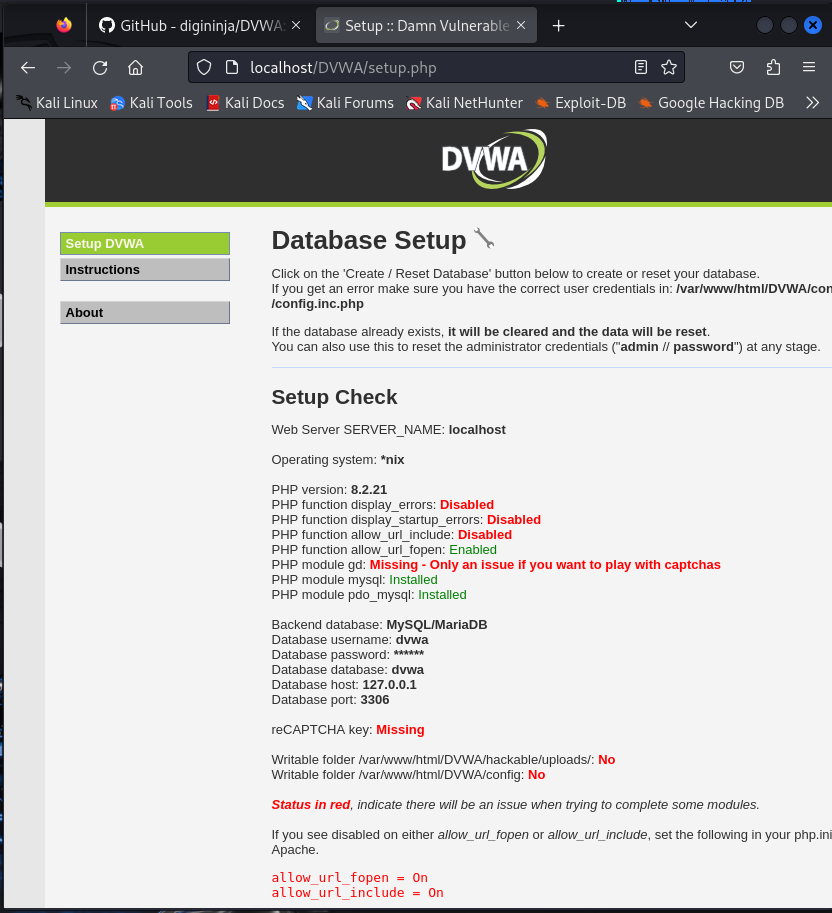 GitHub - digininja/DVWA:
Setup :: Damn Vulnerable
localhost/DVWA/setup.php
Kali Linux Kali Tools Kali Docs Kali Forums Kali NetHunter Exploit-DB Google Hacking DB
DVWA
Setup DVWA
Instructions
About
Database Setup
Click on the 'Create / Reset Database' button below to create or reset your database.
If you get an error make sure you have the correct user credentials in: /var/www/html/DVWA/con
/config.inc.php
If the database already exists, it will be cleared and the data will be reset.
You can also use this to reset the administrator credentials ("admin // password") at any stage.
Setup Check
Web Server SERVER_NAME: localhost
Operating system: *nix
PHP version: 8.2.21
PHP function display_errors: Disabled
PHP function display_startup_errors: Disabled
PHP function allow_url_include: Disabled
PHP function allow_url_fopen: Enabled
PHP module gd: Missing - Only an issue if you want to play with captchas
PHP module mysql: Installed
PHP module pdo_mysql: Installed
Backend database: MySQL/MariaDB
Database username: dvwa
Database password: ******
Database database: dvwa
Database host: 127.0.0.1
Database port: 3306
reCAPTCHA key: Missing
Writable folder /var/www/html/DVWA/hackable/uploads/: No
Writable folder /var/www/html/DVWA/config: No
Status in red, indicate there will be an issue when trying to complete some modules.
If you see disabled on either allow_url_fopen or allow_url_include, set the following in your php.ini
Apache.
allow_url_fopen = On
allow_url_include = On